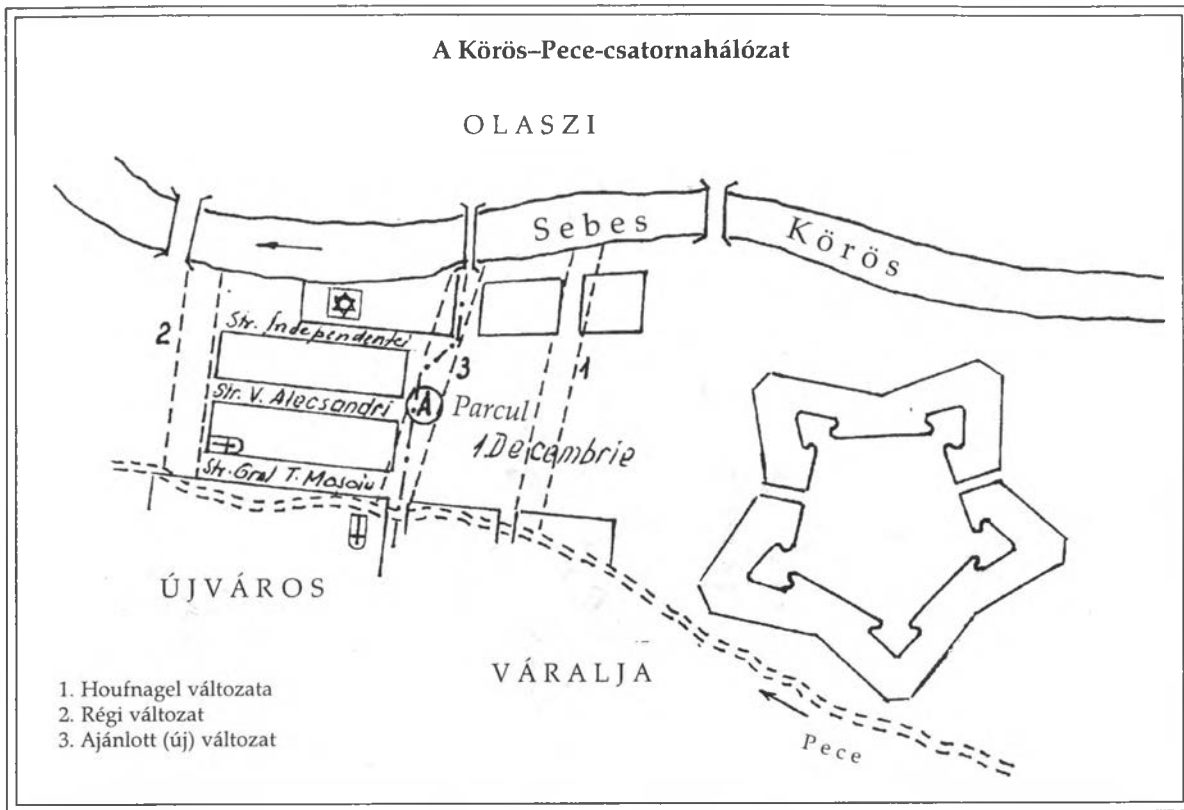 A Körös–Pece-csatornahálózat
OLASZI
Sebes Körös
2
Str. Independentei
3
1
Str. V. Alecsandri
A
Parcul
1 Decembrie
Str. Gral T. Mosoiu
ÚJVÁROS
VÁRALJA
Pece
1. Houfnagel változata
2. Régi változat
3. Ajánlott (új) változat